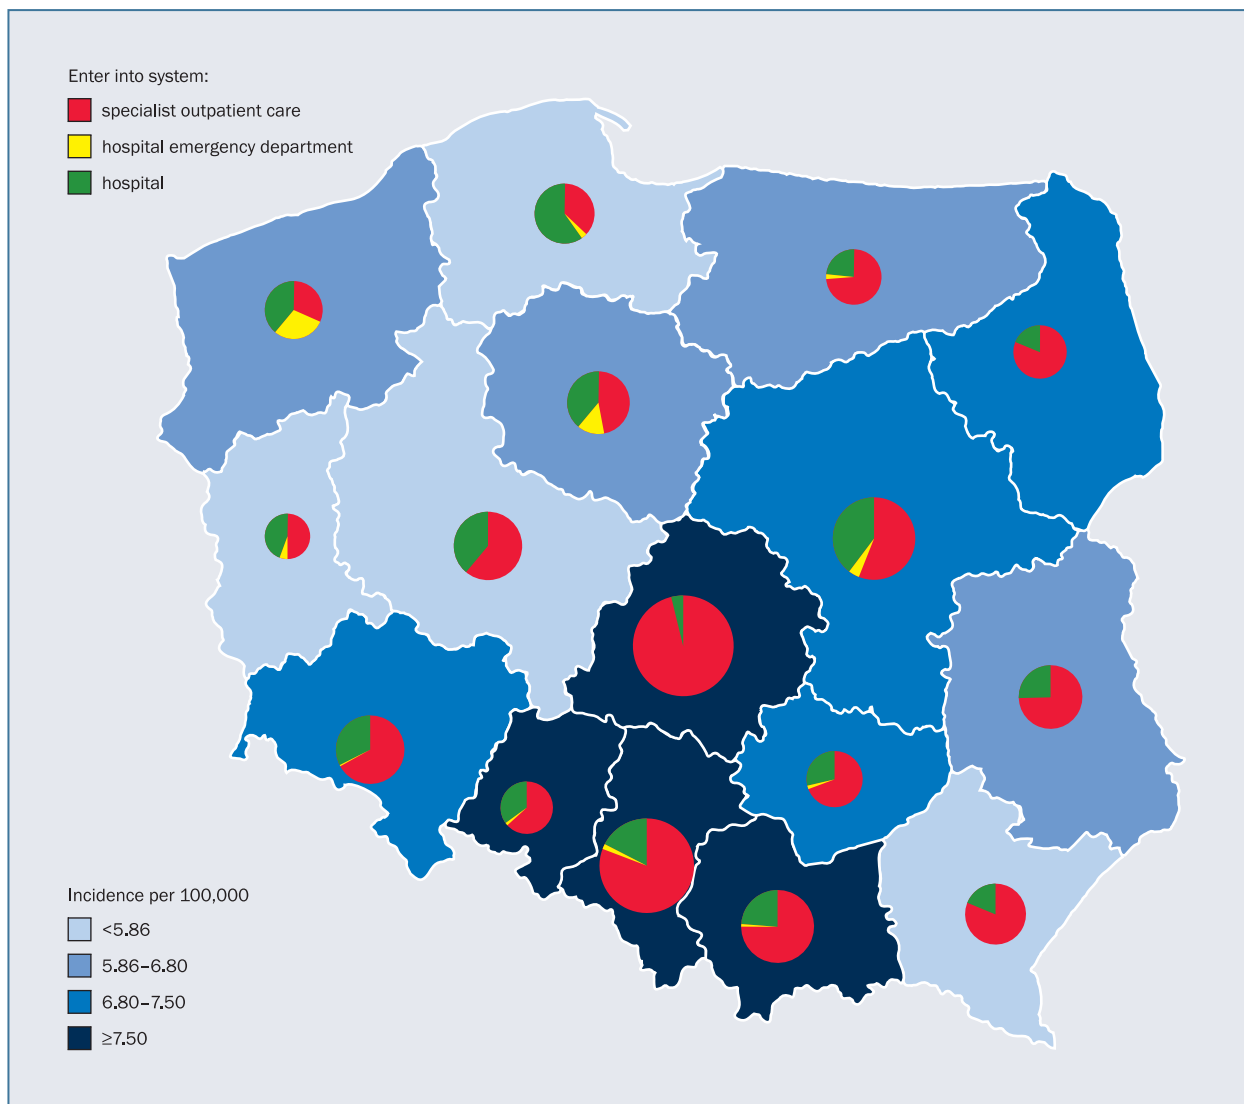 Enter into system:
specialist outpatient care
hospital emergency department
hospital
Incidence per 100,000
<5.86
5.86–6.80
6.80–7.50
≥7.50